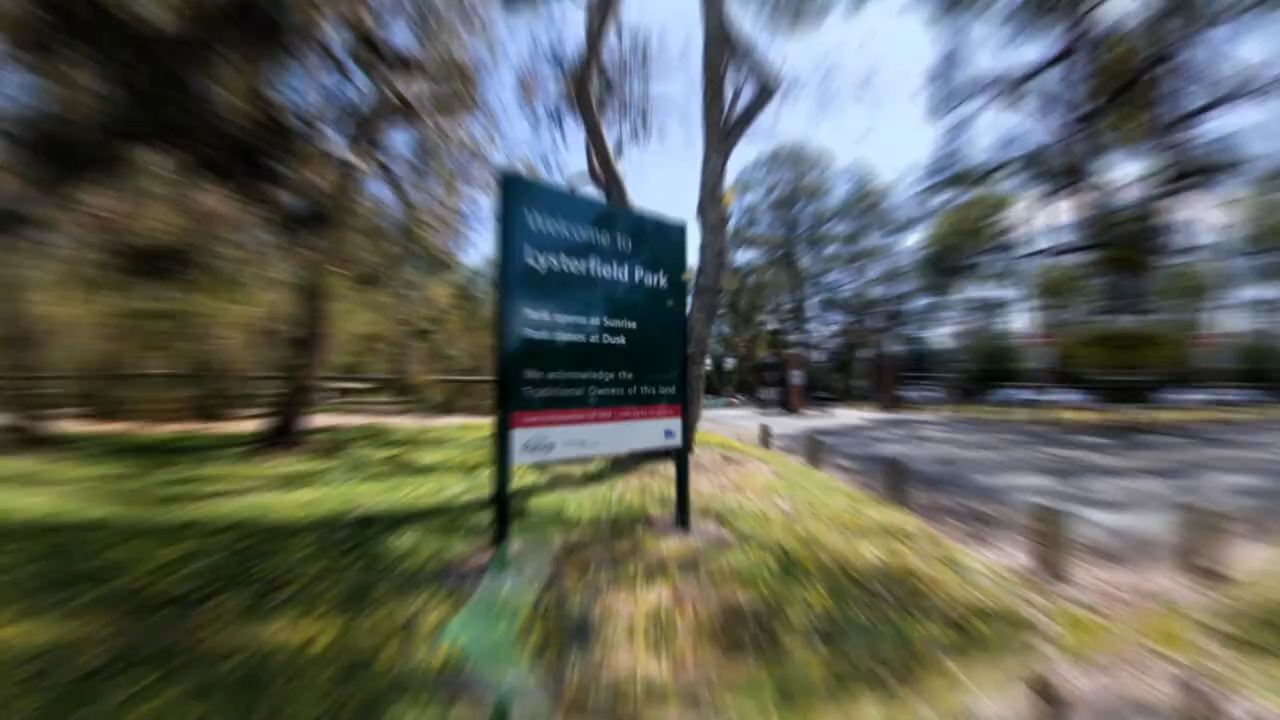 Welcome to
Lysterfield Park
Park opens at Sunrise
Park closes at Dusk
We acknowledge the
Traditional Owners of this land